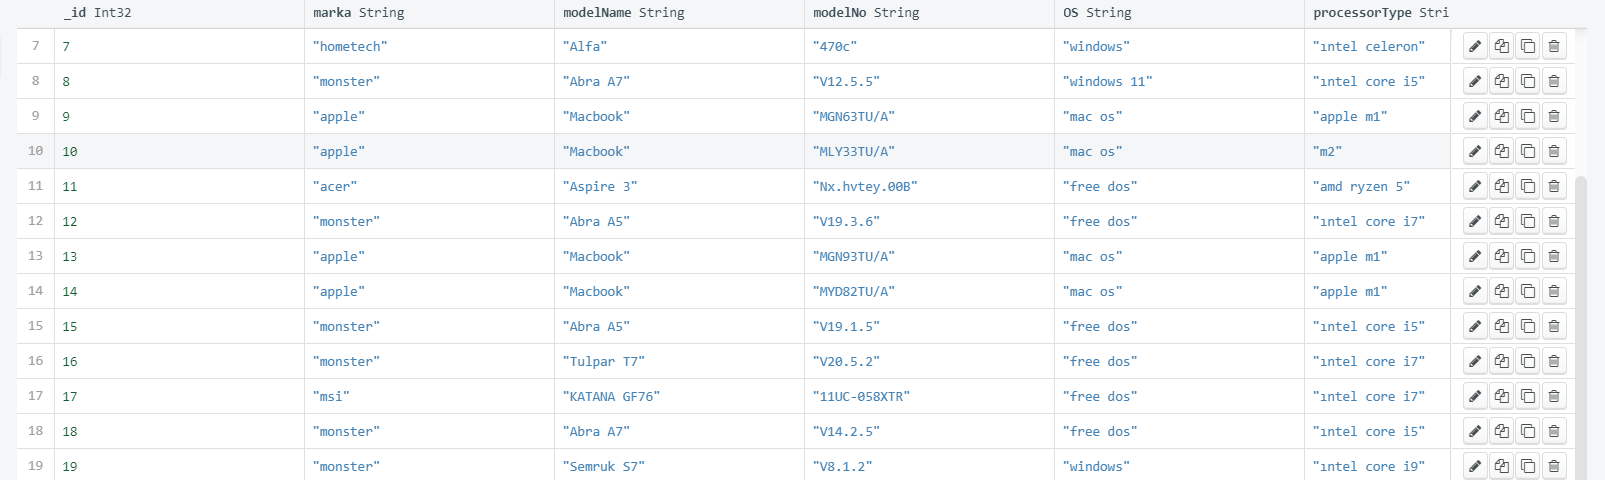 _id Int32 marka String modelName String modelNo String OS String processorType Stri
7 7 "hometech" "Alfa" "470c" "windows" "ıntel celeron"
8 8 "monster" "Abra A7" "V12.5.5" "windows 11" "ıntel core i5"
9 9 "apple" "Macbook" "MGN63TU/A" "mac os" "apple m1"
10 10 "apple" "Macbook" "MLY33TU/A" "mac os" "m2"
11 11 "acer" "Aspire 3" "Nx.hvtey.00B" "free dos" "amd ryzen 5"
12 12 "monster" "Abra A5" "V19.3.6" "free dos" "ıntel core i7"
13 13 "apple" "Macbook" "MGN93TU/A" "mac os" "apple m1"
14 14 "apple" "Macbook" "MYD82TU/A" "mac os" "apple m1"
15 15 "monster" "Abra A5" "V19.1.5" "free dos" "ıntel core i5"
16 16 "monster" "Tulpar T7" "V20.5.2" "free dos" "ıntel core i7"
17 17 "msi" "KATANA GF76" "11UC-058XTR" "free dos" "ıntel core i7"
18 18 "monster" "Abra A7" "V14.2.5" "free dos" "ıntel core i5"
19 19 "monster" "Semruk S7" "V8.1.2" "windows" "ıntel core i9"